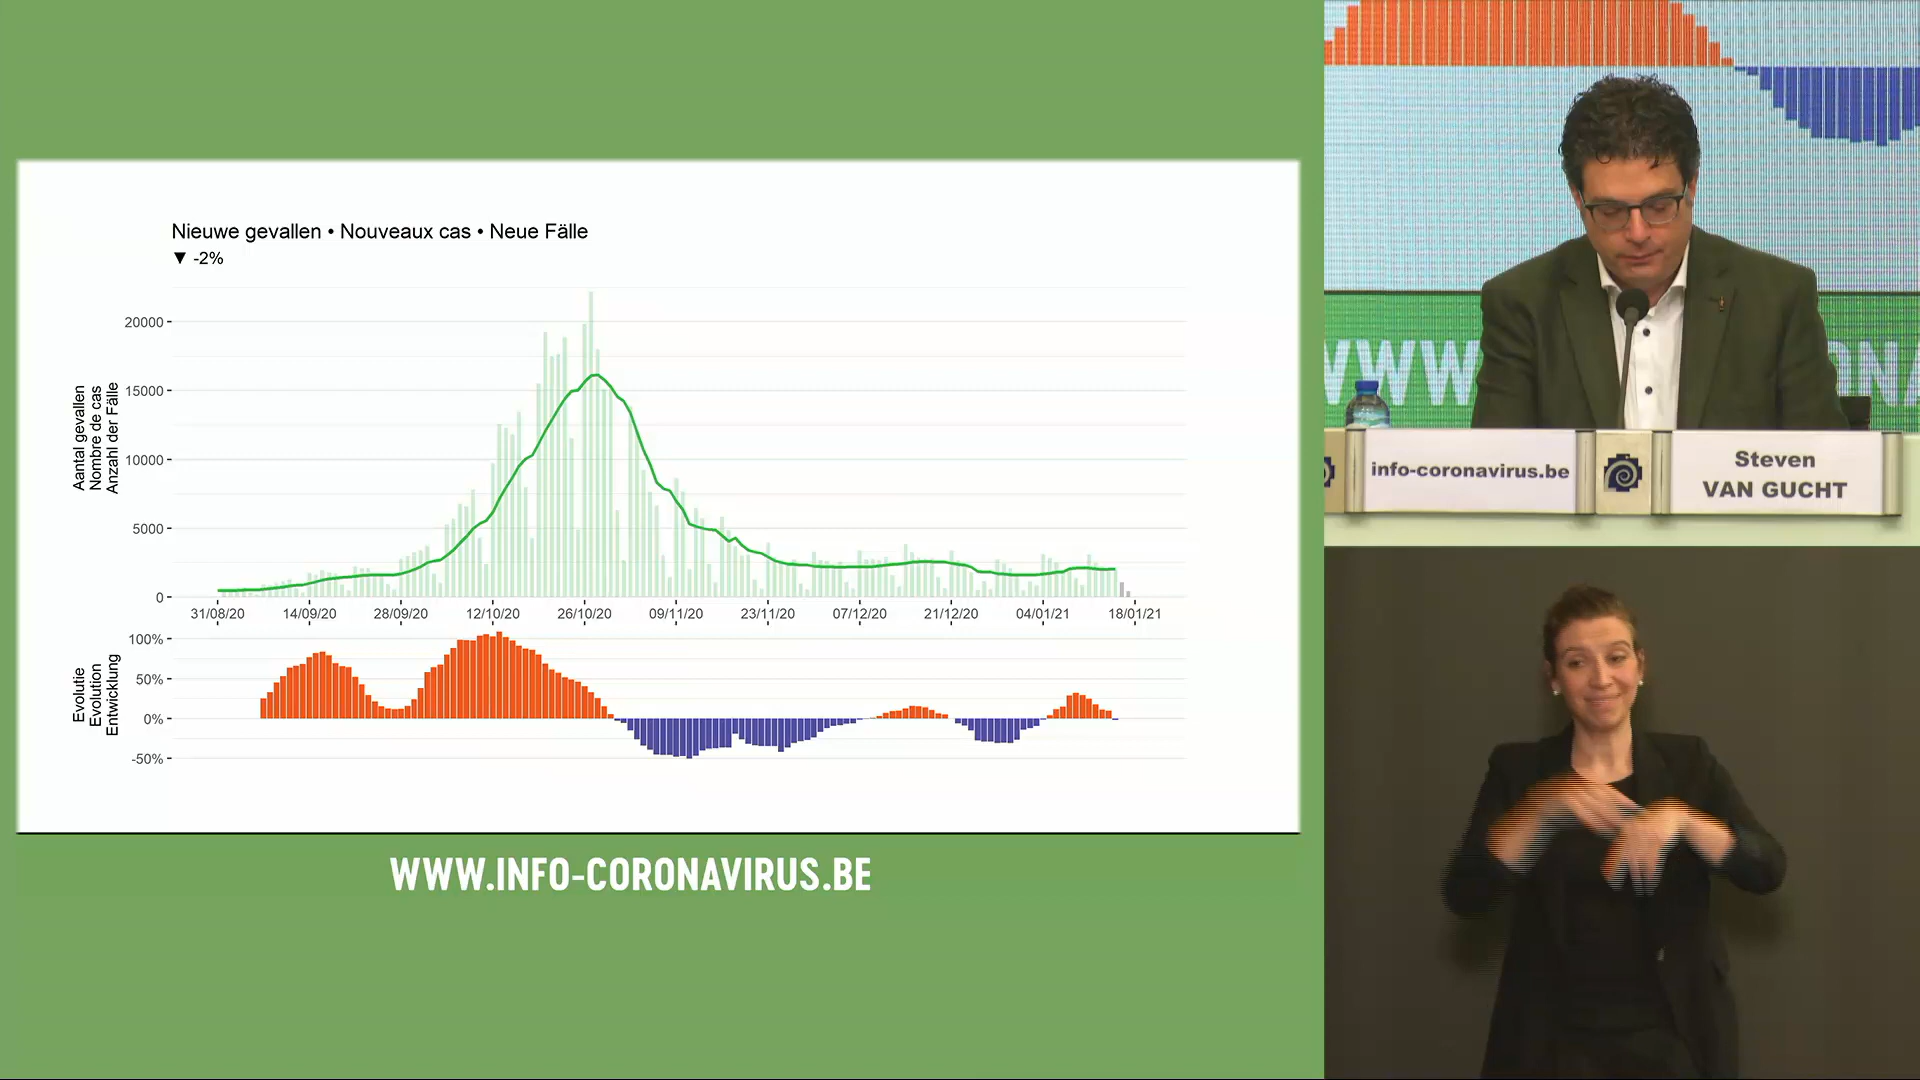 Nieuwe gevallen • Nouveaux cas • Neue Fälle
▼ -2%
Aantal gevallen
Nombre de cas
Anzahl der Fälle
20000
15000
10000
5000
0
31/08/20 14/09/20 28/09/20 12/10/20 26/10/20 09/11/20 23/11/20 07/12/20 21/12/20 04/01/21 18/01/21
Evolutie
Evolution
Entwicklung
100%
50%
0%
-50%
WWW.INFO-CORONAVIRUS.BE
info-coronavirus.be
Steven
VAN GUCHT